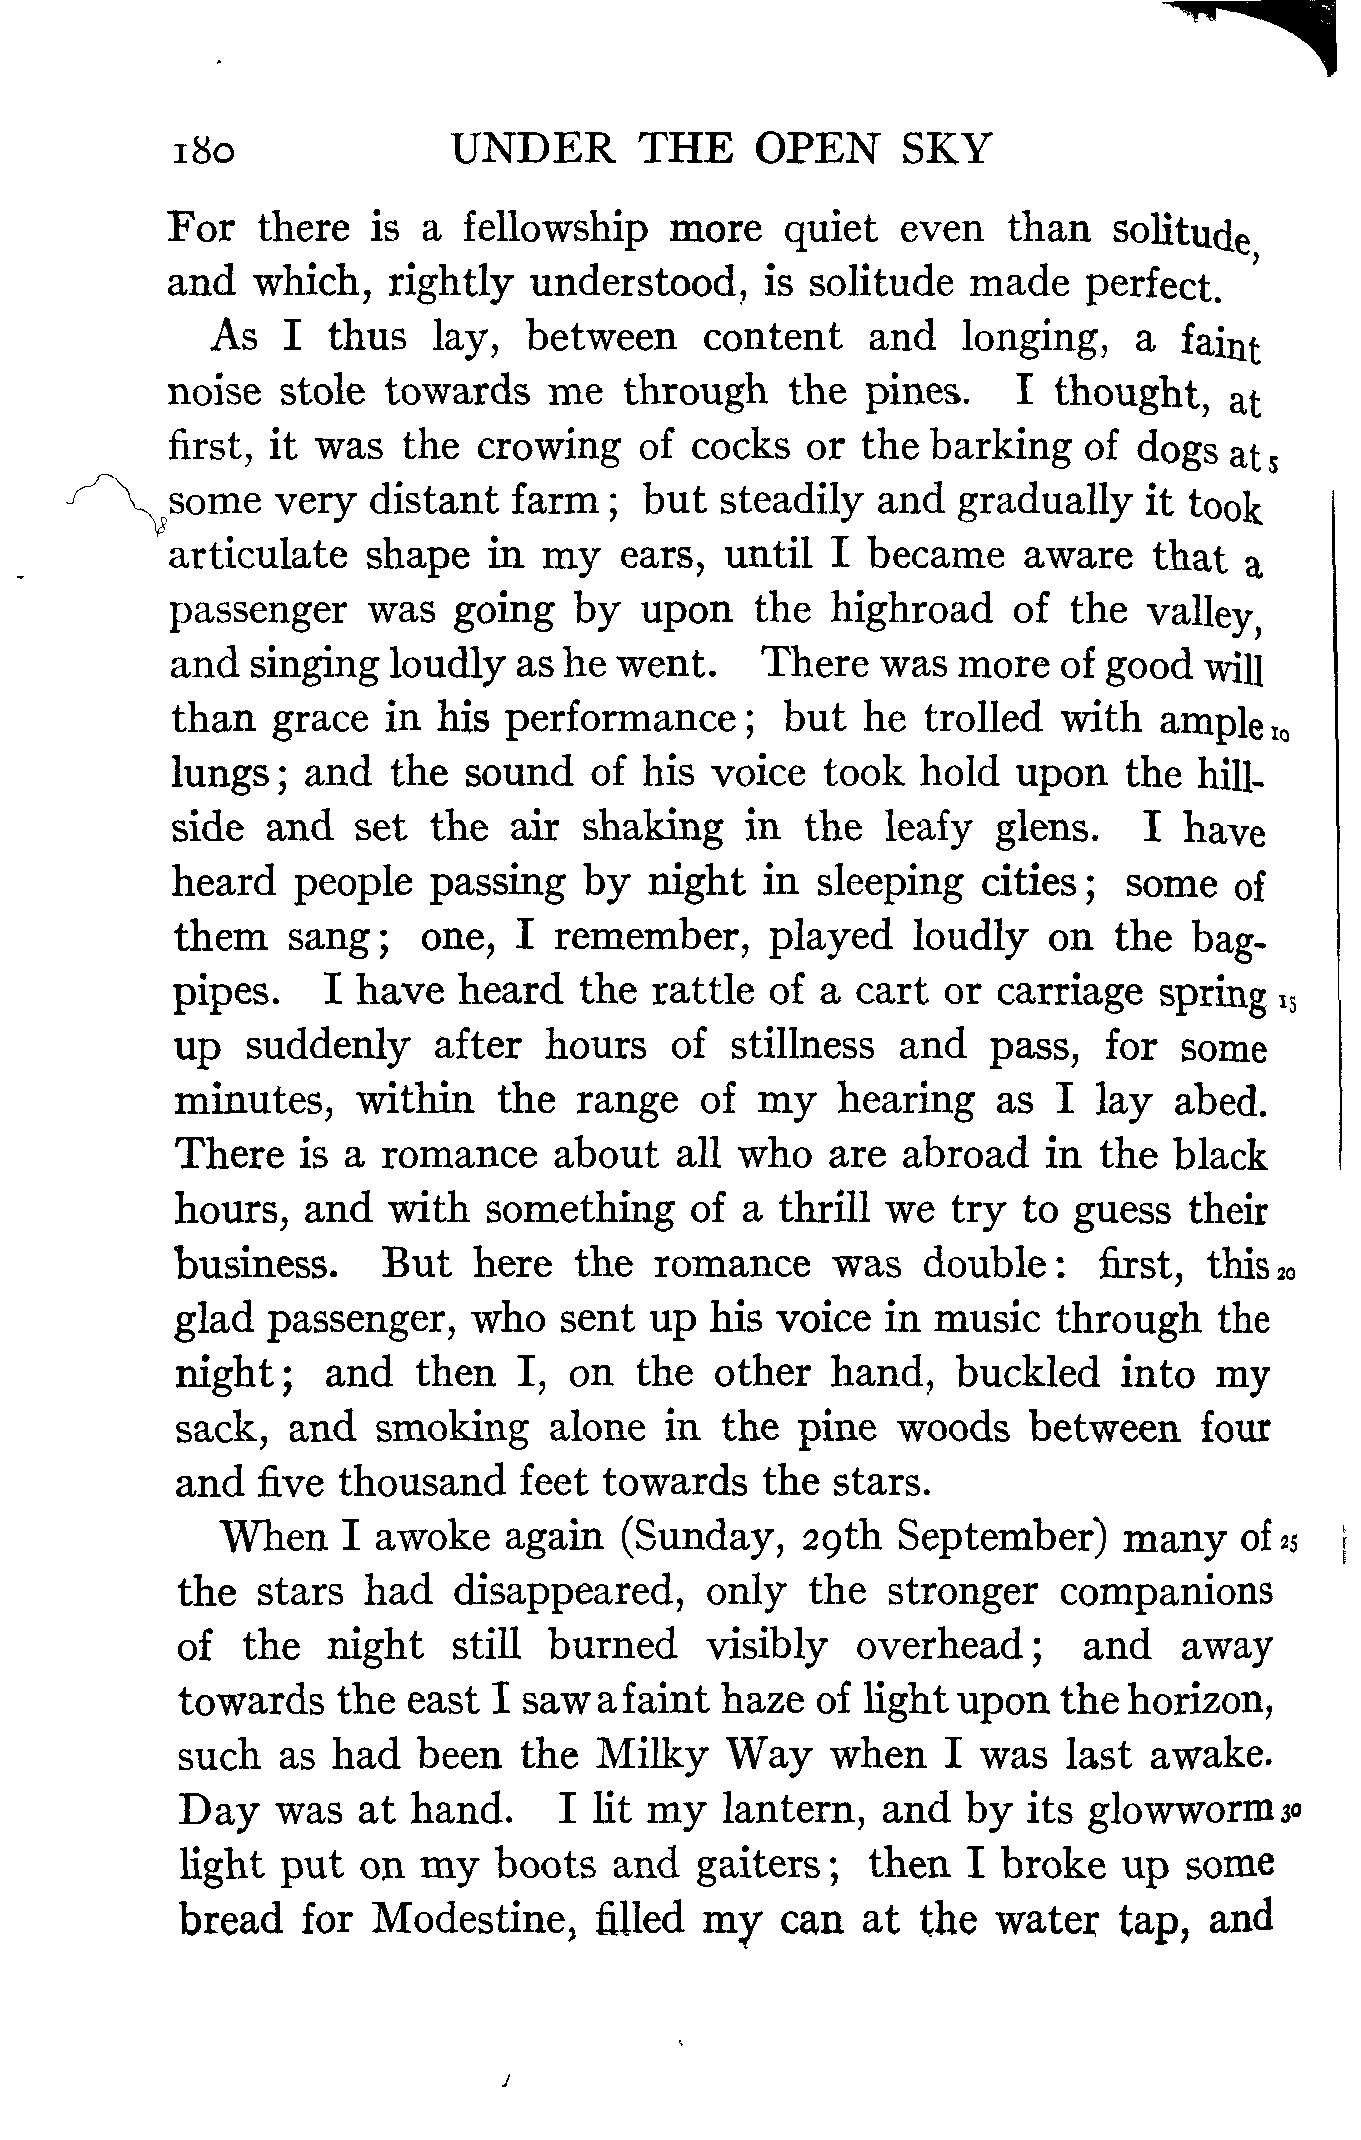 180 UNDER THE OPEN SKY
For there is a fellowship more quiet even than solitude,
and which, rightly understood, is solitude made perfect.
As I thus lay, between content and longing, a faint
noise stole towards me through the pines. I thought, at
first, it was the crowing of cocks or the barking of dogs at 5
some very distant farm; but steadily and gradually it took
articulate shape in my ears, until I became aware that a
passenger was going by upon the highroad of the valley,
and singing loudly as he went. There was more of good will
than grace in his performance; but he trolled with ample 10
lungs; and the sound of his voice took hold upon the hill-
side and set the air shaking in the leafy glens. I have
heard people passing by night in sleeping cities; some of
them sang; one, I remember, played loudly on the bag-
pipes. I have heard the rattle of a cart or carriage spring 15
up suddenly after hours of stillness and pass, for some
minutes, within the range of my hearing as I lay abed.
There is a romance about all who are abroad in the black
hours, and with something of a thrill we try to guess their
business. But here the romance was double: first, this 20
glad passenger, who sent up his voice in music through the
night; and then I, on the other hand, buckled into my
sack, and smoking alone in the pine woods between four
and five thousand feet towards the stars.
When I awoke again (Sunday, 29th September) many of 25
the stars had disappeared, only the stronger companions
of the night still burned visibly overhead; and away
towards the east I saw a faint haze of light upon the horizon,
such as had been the Milky Way when I was last awake.
Day was at hand. I lit my lantern, and by its glowworm 30
light put on my boots and gaiters; then I broke up some
bread for Modestine, filled my can at the water tap, and